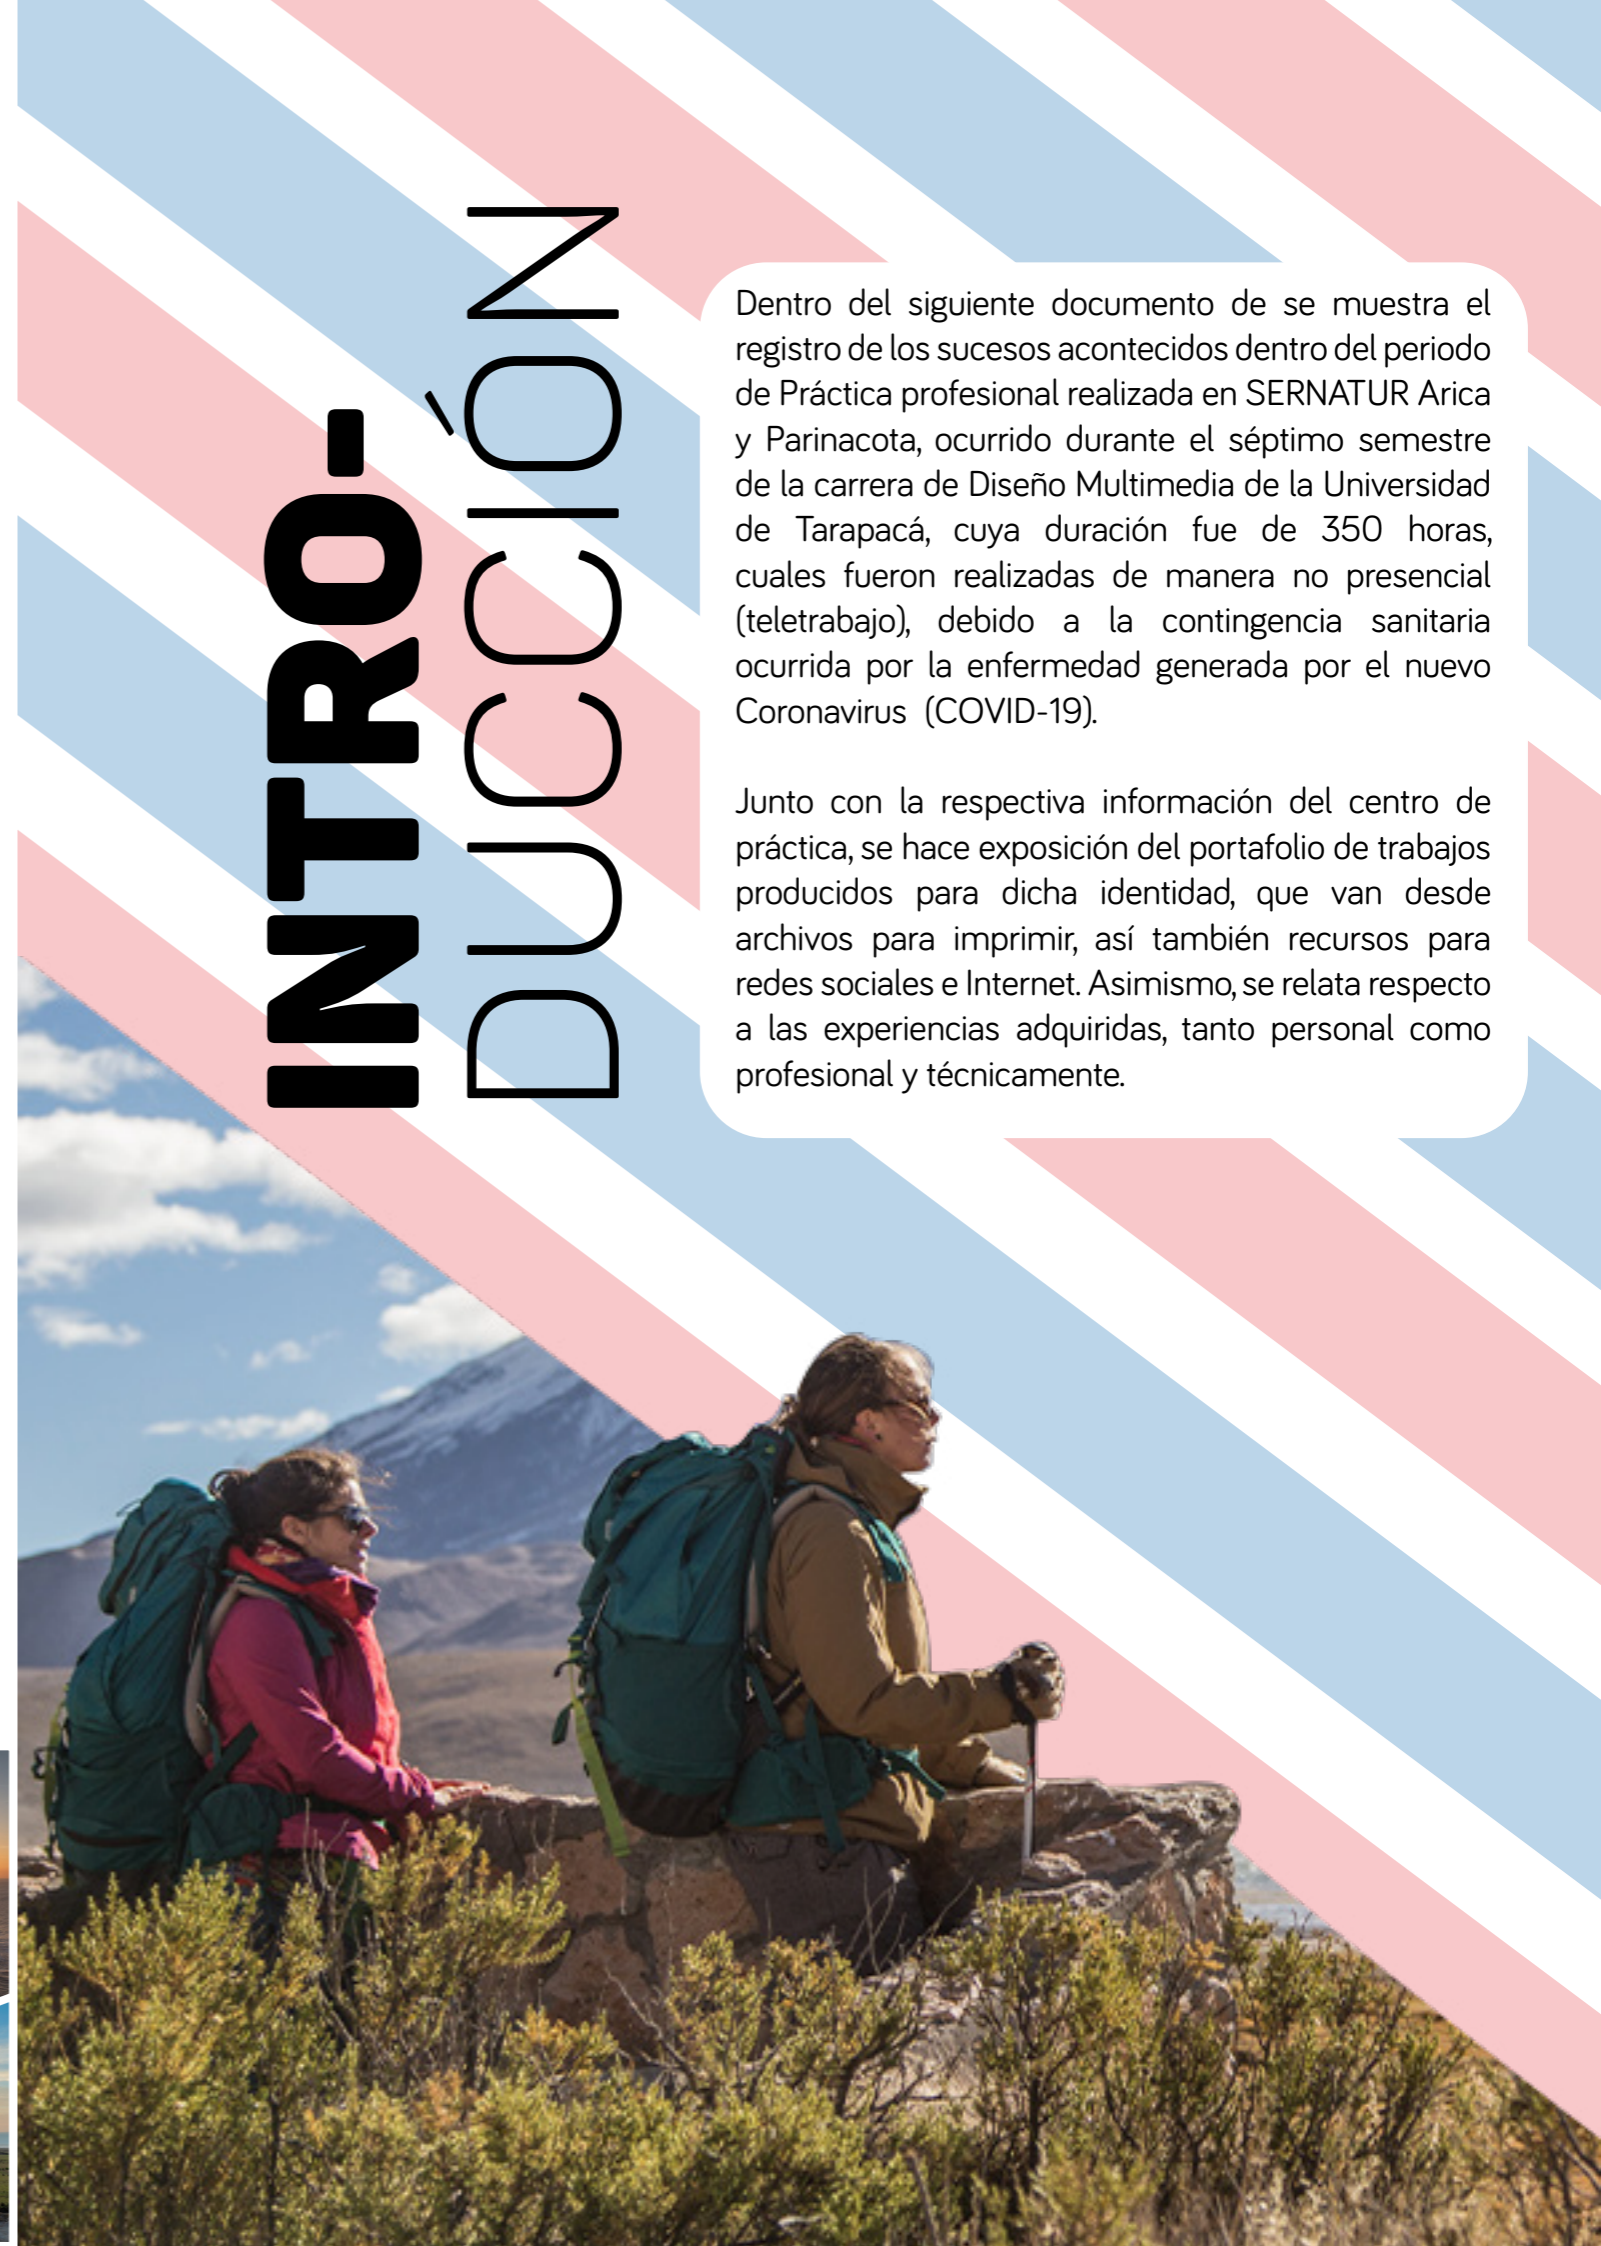 INTRO-
DUCCIÓN
Dentro del siguiente documento de se muestra el
registro de los sucesos acontecidos dentro del periodo
de Práctica profesional realizada en SERNATUR Arica
y Parinacota, ocurrido durante el séptimo semestre
de la carrera de Diseño Multimedia de la Universidad
de Tarapacá, cuya duración fue de 350 horas,
cuales fueron realizadas de manera no presencial
(teletrabajo), debido a la contingencia sanitaria
ocurrida por la enfermedad generada por el nuevo
Coronavirus (COVID-19).
Junto con la respectiva información del centro de
práctica, se hace exposición del portafolio de trabajos
producidos para dicha identidad, que van desde
archivos para imprimir, así también recursos para
redes sociales e Internet. Asimismo, se relata respecto
a las experiencias adquiridas, tanto personal como
profesional y técnicamente.